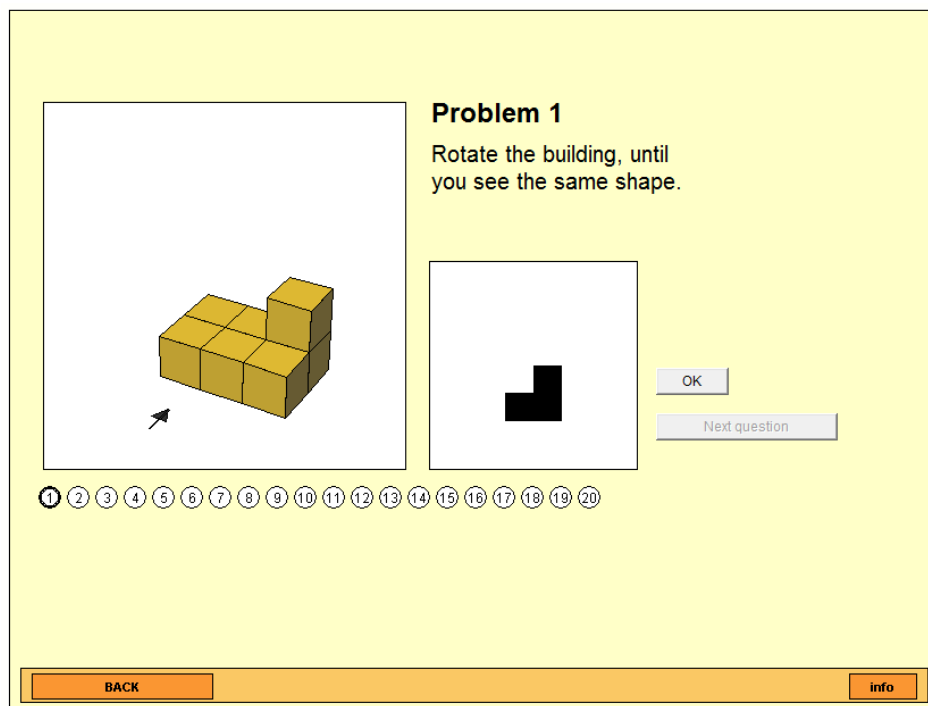 Problem 1
Rotate the building, until
you see the same shape.
OK
Next question
1 2 3 4 5 6 7 8 9 10 11 12 13 14 15 16 17 18 19 20
BACK
info